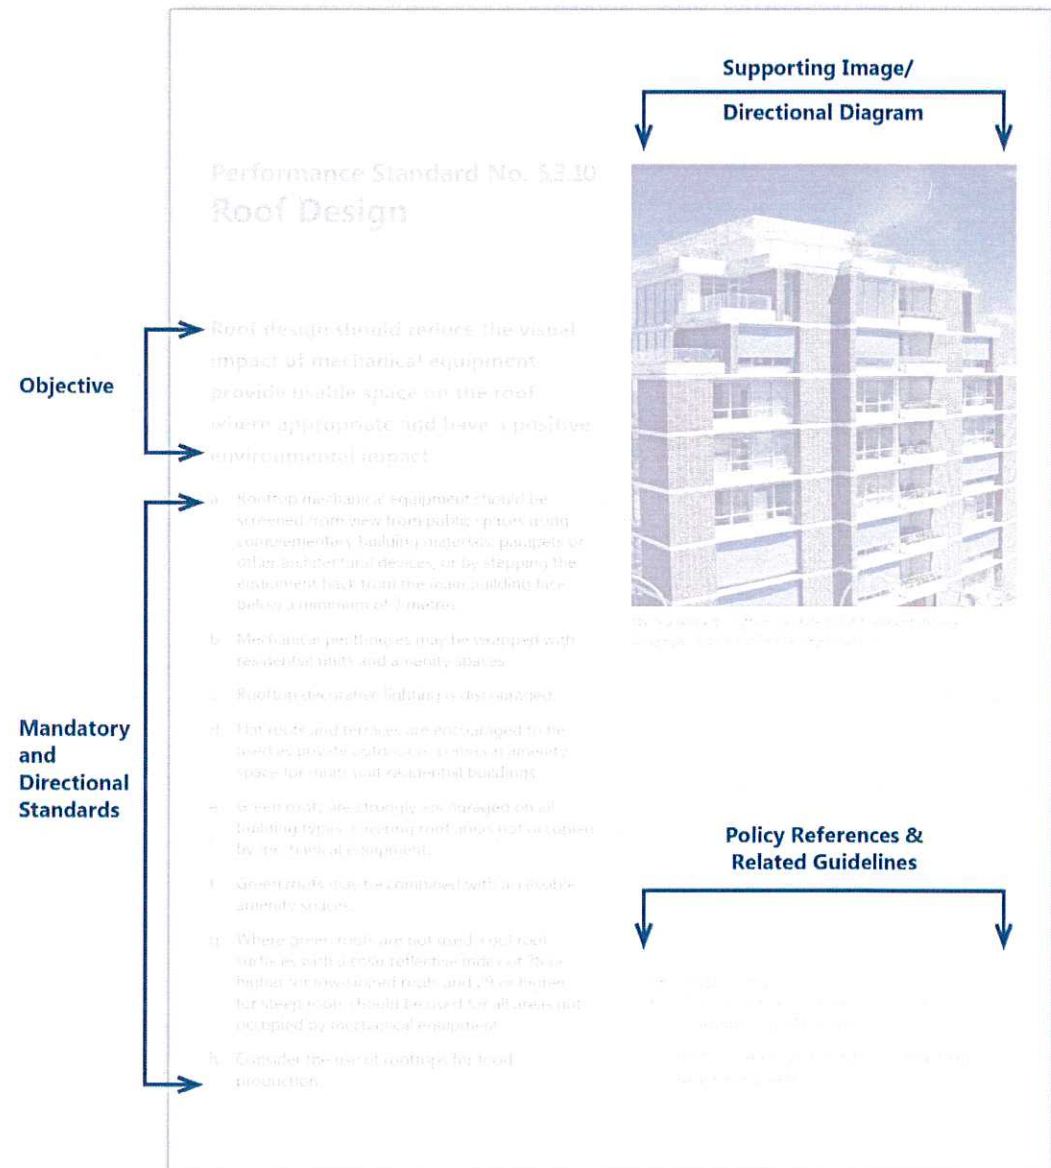 Supporting Image/
Directional Diagram
Performance Standard No. 5.3.10
Roof Design
Objective
Roof design should reduce the visual
impact of mechanical equipment,
provide usable space on the roof
where appropriate and have a positive
environmental impact.
Mandatory
and
Directional
Standards
a. Rooftop mechanical equipment should be
screened from view from public spaces using
complementary building materials, parapets or
other architectural devices, or by stepping the
equipment back from the main building face
below a minimum of 3 metres.
b. Mechanical penthouses may be wrapped with
residential units and amenity spaces.
c. Rooftop decorative lighting is discouraged.
d. Flat roofs and terraces are encouraged to be
used as private outdoor amenity
space for multi-unit residential buildings.
e. Green roofs are strongly encouraged on all
building types, covering roof areas not occupied
by mechanical equipment.
f. Green roofs may be combined with accessible
amenity spaces.
g. Where green roofs are not used, cool roof
surfaces with a solar reflective index of 78 or
higher for low-sloped roofs and 29 or higher
for steep roofs should be used for all areas not
occupied by mechanical equipment.
h. Consider the use of rooftops for food
production.
Policy References &
Related Guidelines